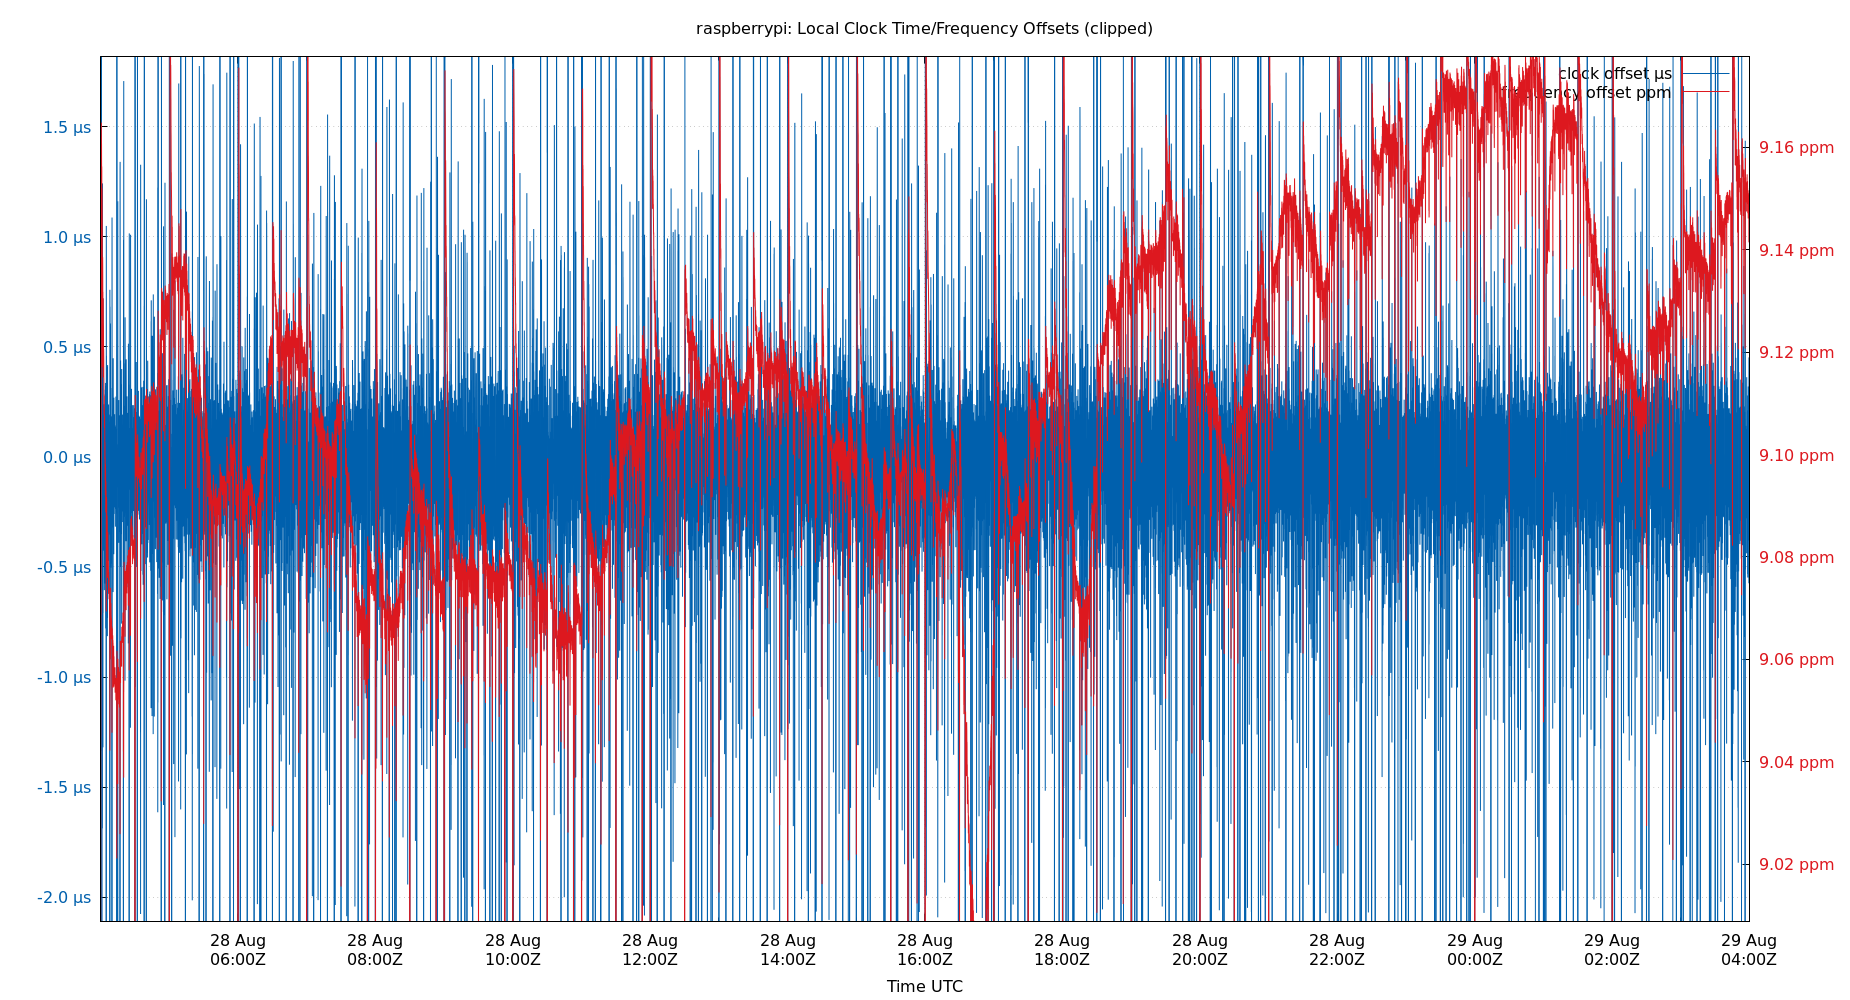 raspberrypi: Local Clock Time/Frequency Offsets (clipped)
clock offset µs
frequency offset ppm
1.5 µs
1.0 µs
0.5 µs
0.0 µs
-0.5 µs
-1.0 µs
-1.5 µs
-2.0 µs
9.16 ppm
9.14 ppm
9.12 ppm
9.10 ppm
9.08 ppm
9.06 ppm
9.04 ppm
9.02 ppm
28 Aug 28 Aug 28 Aug 28 Aug 28 Aug 28 Aug 28 Aug 28 Aug 28 Aug 29 Aug 29 Aug 29 Aug
06:00Z 08:00Z 10:00Z 12:00Z 14:00Z 16:00Z 18:00Z 20:00Z 22:00Z 00:00Z 02:00Z 04:00Z
Time UTC